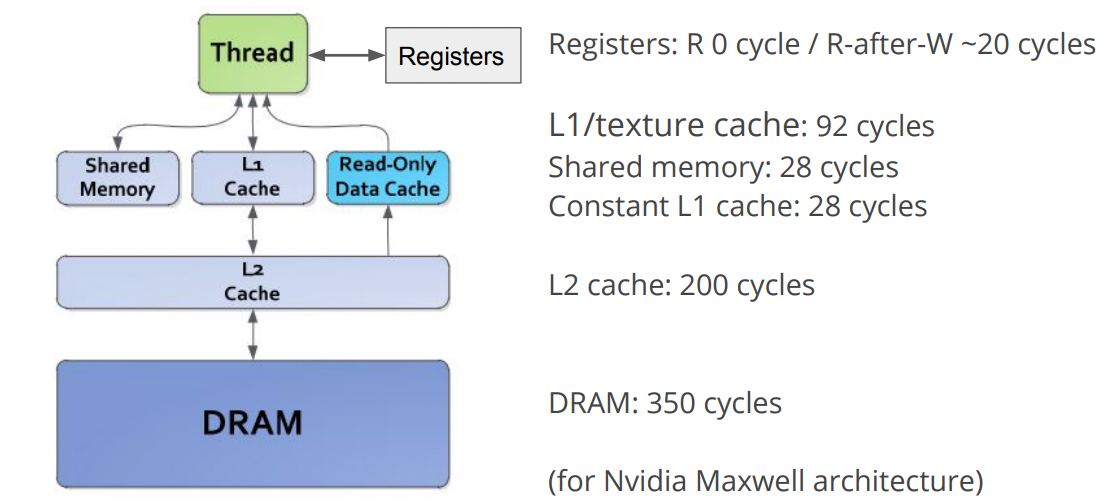 Thread
Registers
Registers: R 0 cycle / R-after-W ~20 cycles
Shared
Memory
L1
Cache
Read-Only
Data Cache
L1/texture cache: 92 cycles
Shared memory: 28 cycles
Constant L1 cache: 28 cycles
L2
Cache
L2 cache: 200 cycles
DRAM
DRAM: 350 cycles
(for Nvidia Maxwell architecture)